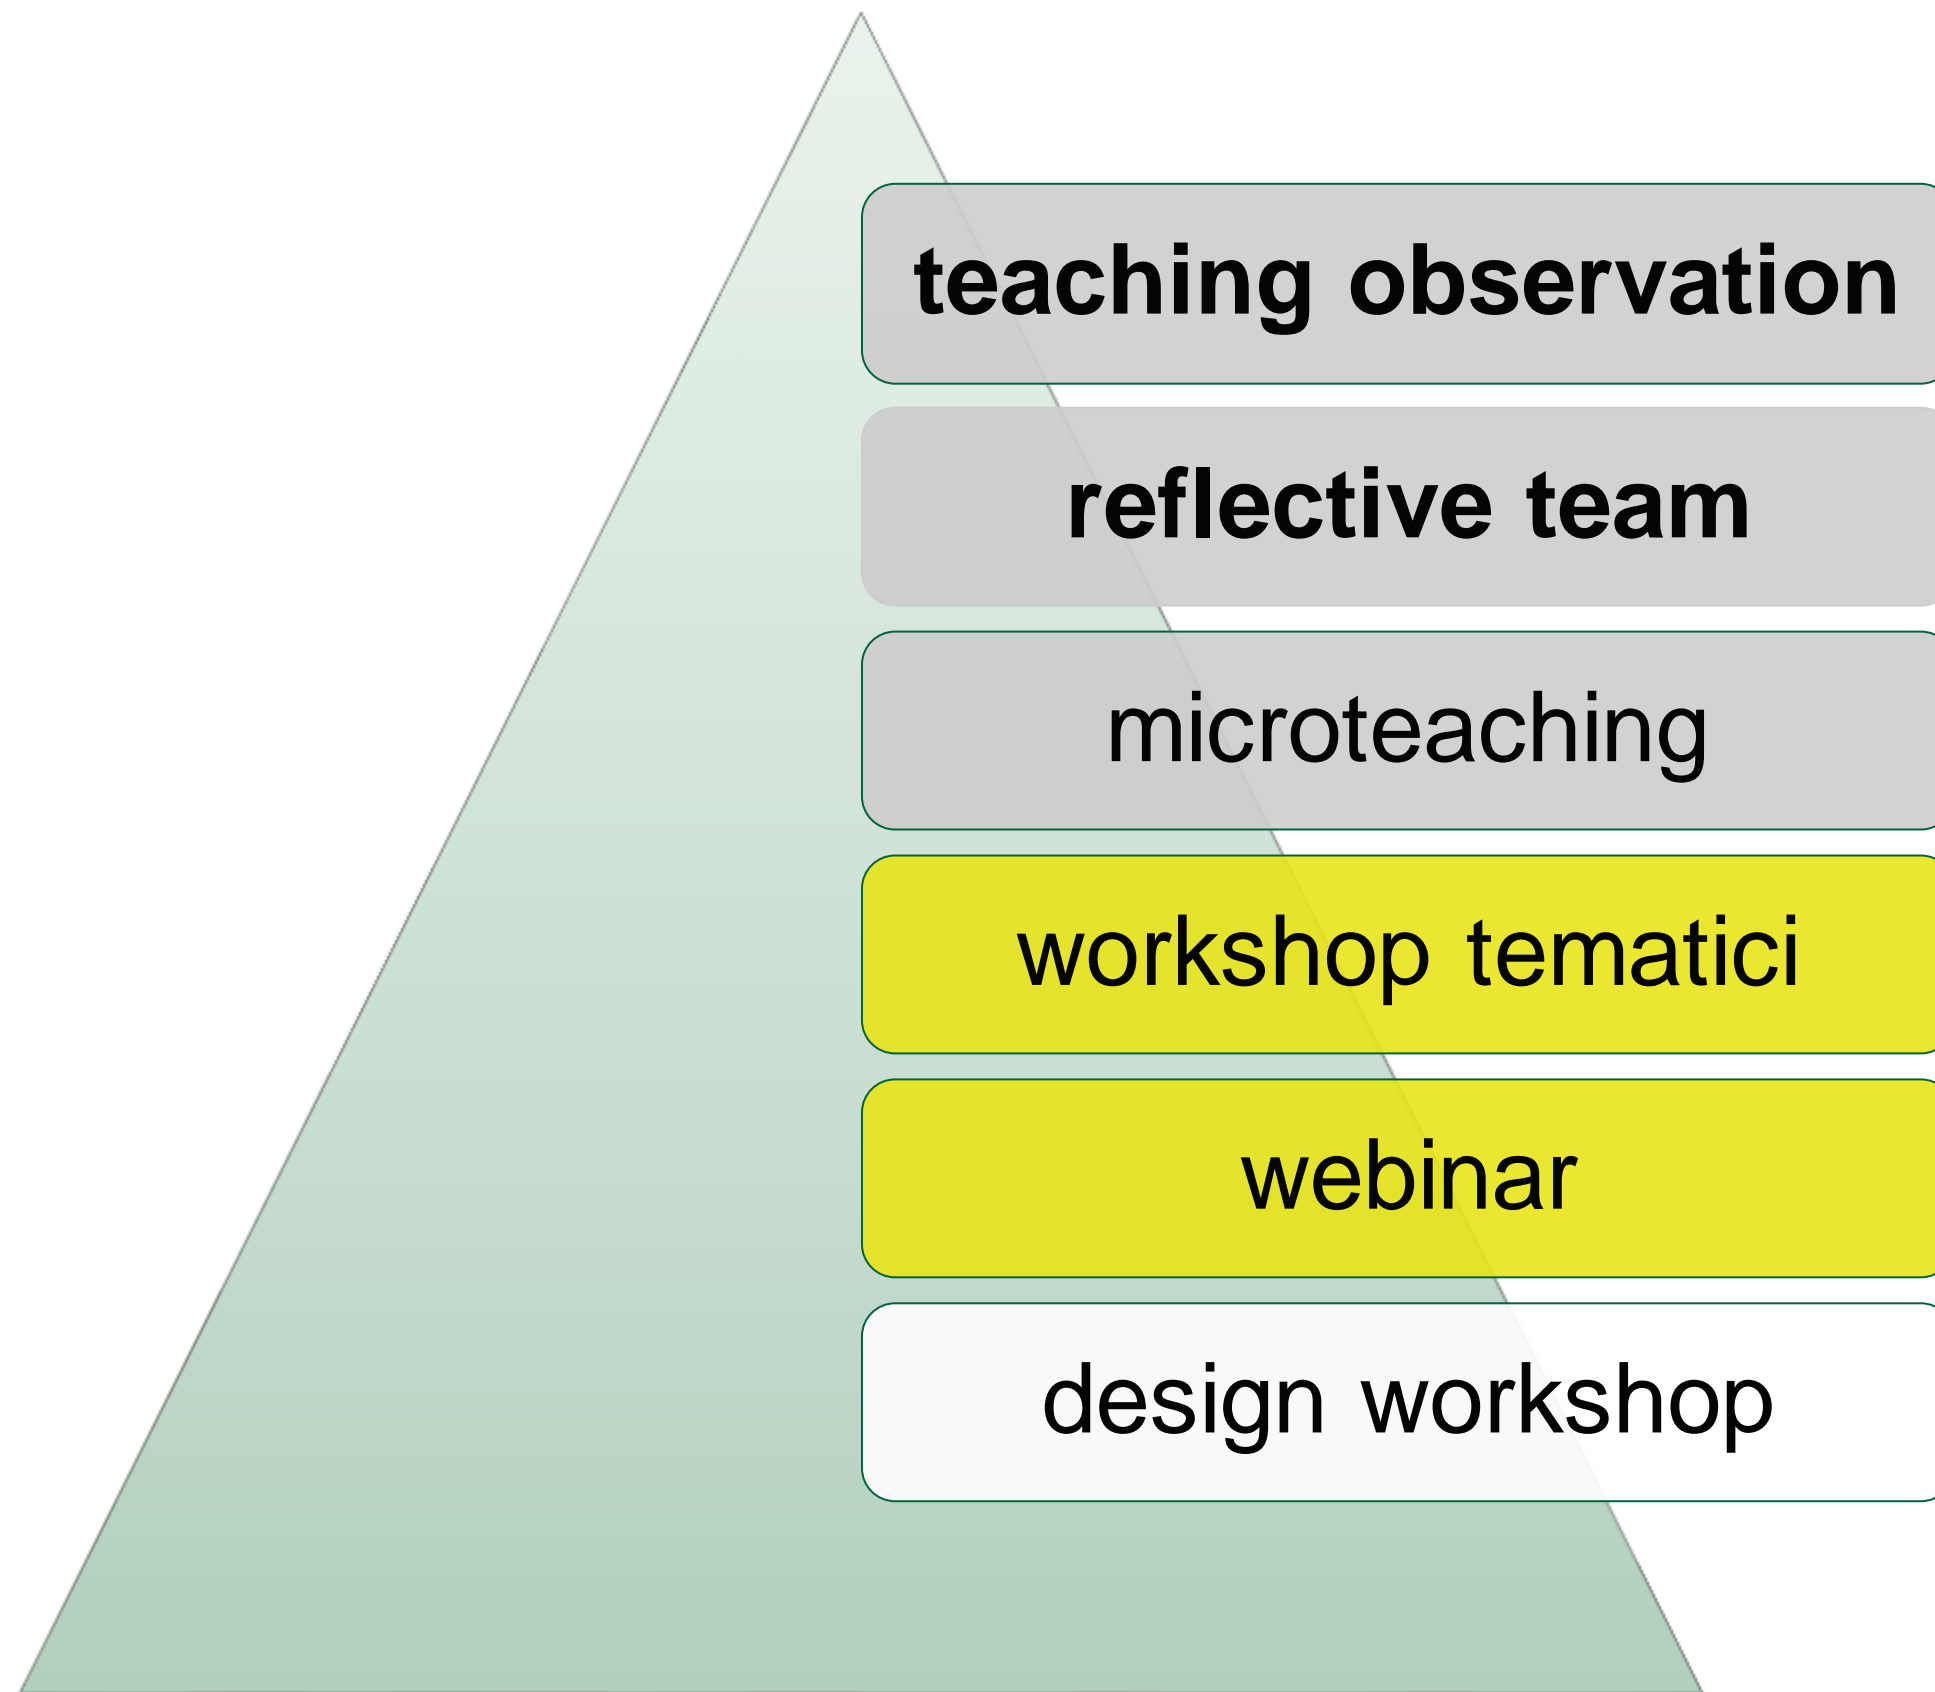 teaching observation
reflective team
microteaching
workshop tematici
webinar
design workshop